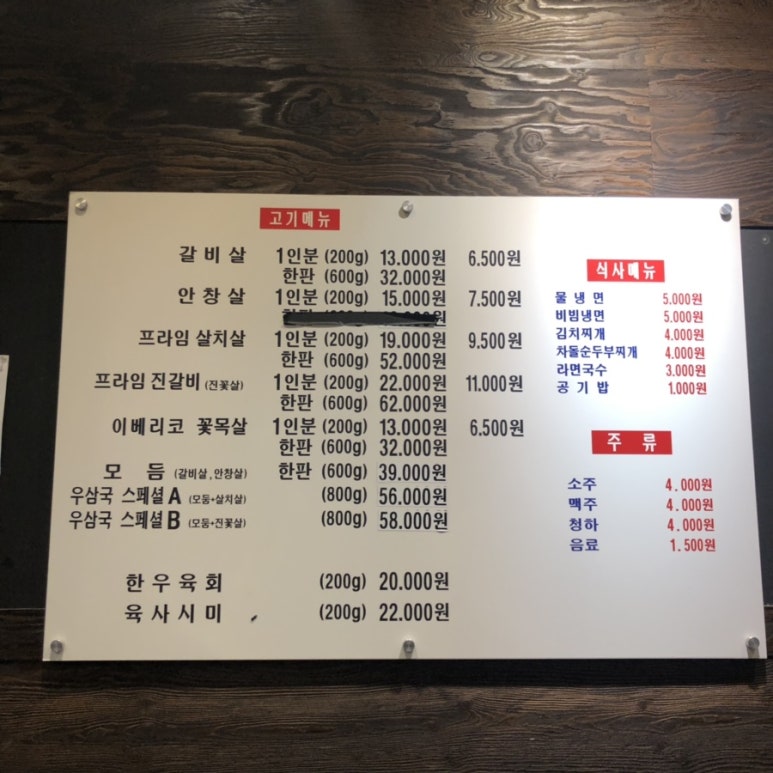 고기메뉴
갈비살 1인분 (200g) 13.000원 6.500원
한판 (600g) 32.000원
안창살 1인분 (200g) 15.000원 7.500원
프라임 살치살 1인분 (200g) 19.000원 9.500원
한판 (600g) 52.000원
프라임 진갈비 (진꽃살) 1인분 (200g) 22.000원 11.000원
한판 (600g) 62.000원
이베리코 꽃목살 1인분 (200g) 13.000원 6.500원
한판 (600g) 32.000원
모 듬 (갈비살,안창살) 한판 (600g) 39.000원
우삼국 스페셜 A (모둠+살치살) (800g) 56.000원
우삼국 스페셜 B (모둠+진꽃살) (800g) 58.000원
한우육회 (200g) 20.000원
육사시미 (200g) 22.000원
식사메뉴
물 냉 면 5.000원
비빔냉면 5.000원
김치찌개 4.000원
차돌순두부찌개 4.000원
라면국수 3.000원
공 기 밥 1.000원
주 류
소주 4.000원
맥주 4.000원
청하 4.000원
음료 1.500원